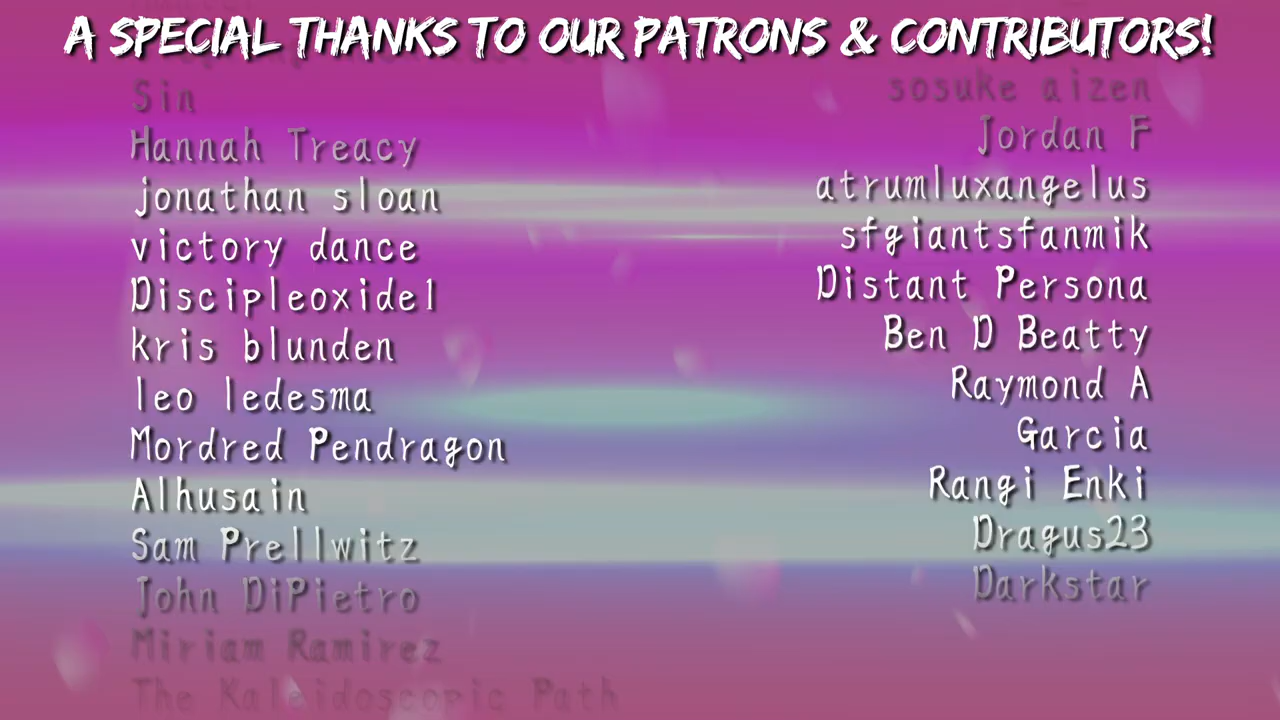 A SPECIAL THANKS TO OUR PATRONS & CONTRIBUTORS!
Sin
Hannah Treacy
jonathan sloan
victory dance
Discipleoxide1
kris blunden
leo ledesma
Mordred Pendragon
Alhusain
Sam Prellwitz
John DiPietro
Miriam Ramirez
The Kaleidoscopic Path
sosuke aizen
Jordan F
atrumluxangelus
sfgiantsfanmik
Distant Persona
Ben D Beatty
Raymond A
Garcia
Rangi Enki
Dragus23
Darkstar